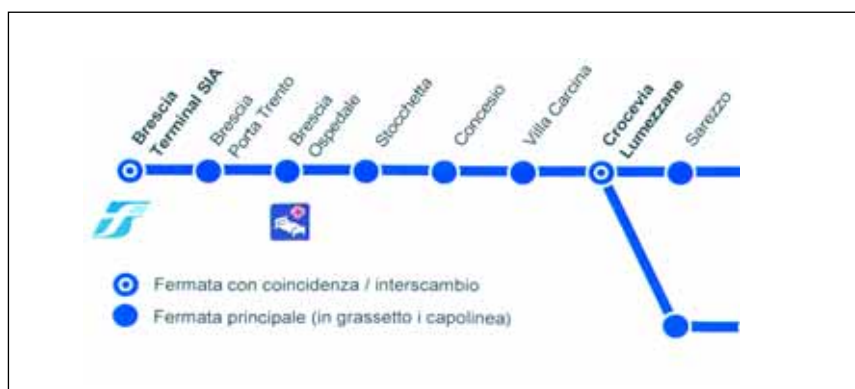 Brescia
Terminal SIA
Brescia
Porta Trento
Brescia
Ospedale
Stocchetta
Concesio
Villa Carcina
Crocevia
Lumezzane
Sarezzo
Fermata con coincidenza / interscambio
Fermata principale (in grassetto i capolinea)